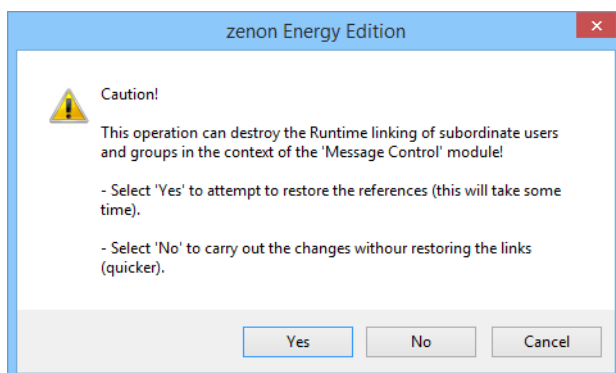 zenon Energy Edition
Caution!
This operation can destroy the Runtime linking of subordinate users
and groups in the context of the 'Message Control' module!
- Select 'Yes' to attempt to restore the references (this will take some
time).
- Select 'No' to carry out the changes withour restoring the links
(quicker).
Yes No Cancel